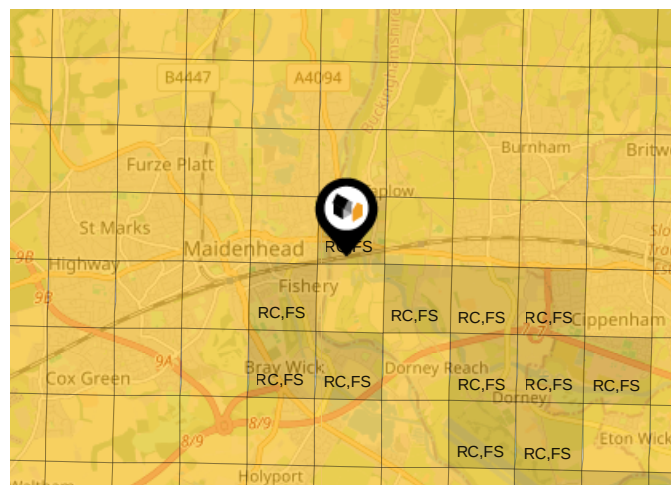 B4447
A4094
Buckinghamshire
Burnham
Furze Platt
Taplow
St Marks
Maidenhead
RC,FS
9B
Highway
Fishery
9B
RC,FS
RC,FS
RC,FS
RC,FS
Cippenham
7
9A
Bray Wick
Dorney Reach
Cox Green
RC,FS
RC,FS
RC,FS
RC,FS
RC,FS
Dorney
8/9
8/9
Eton Wick
RC,FS
RC,FS
Holyport